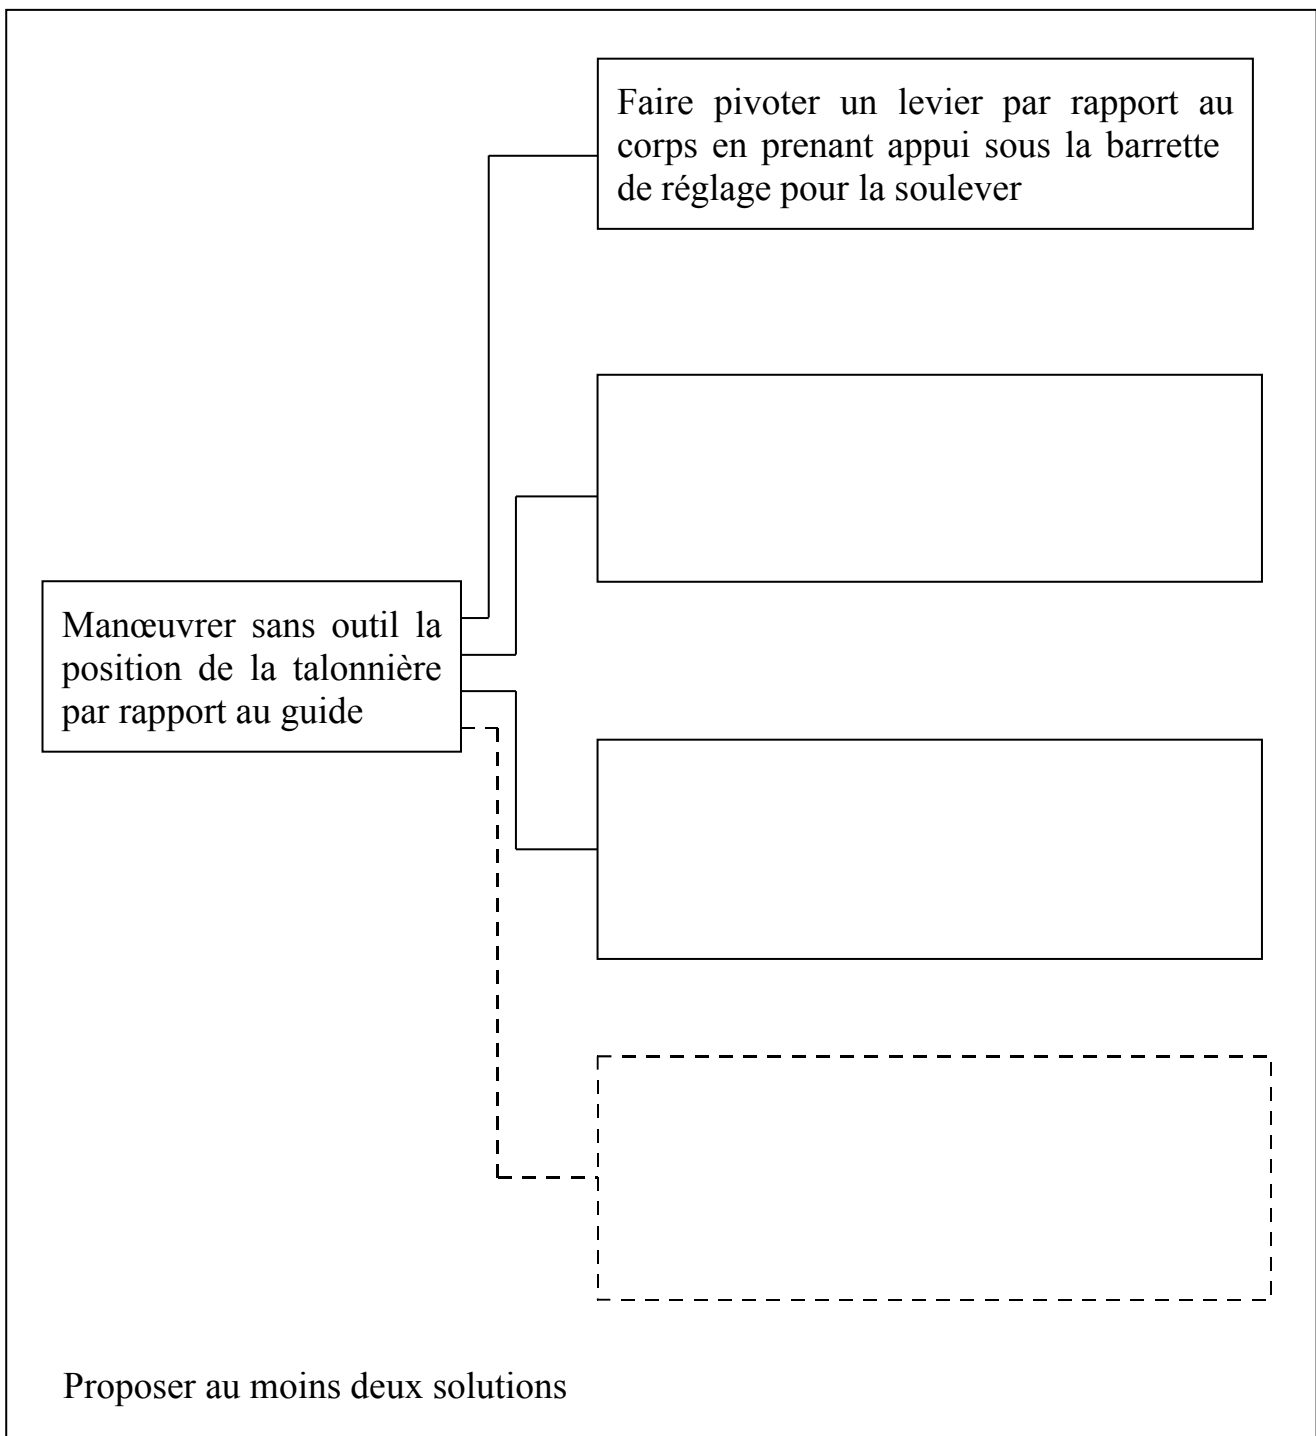 Faire pivoter un levier par rapport au
corps en prenant appui sous la barrette
de réglage pour la soulever
Manœuvrer sans outil la
position de la talonnière
par rapport au guide
Proposer au moins deux solutions